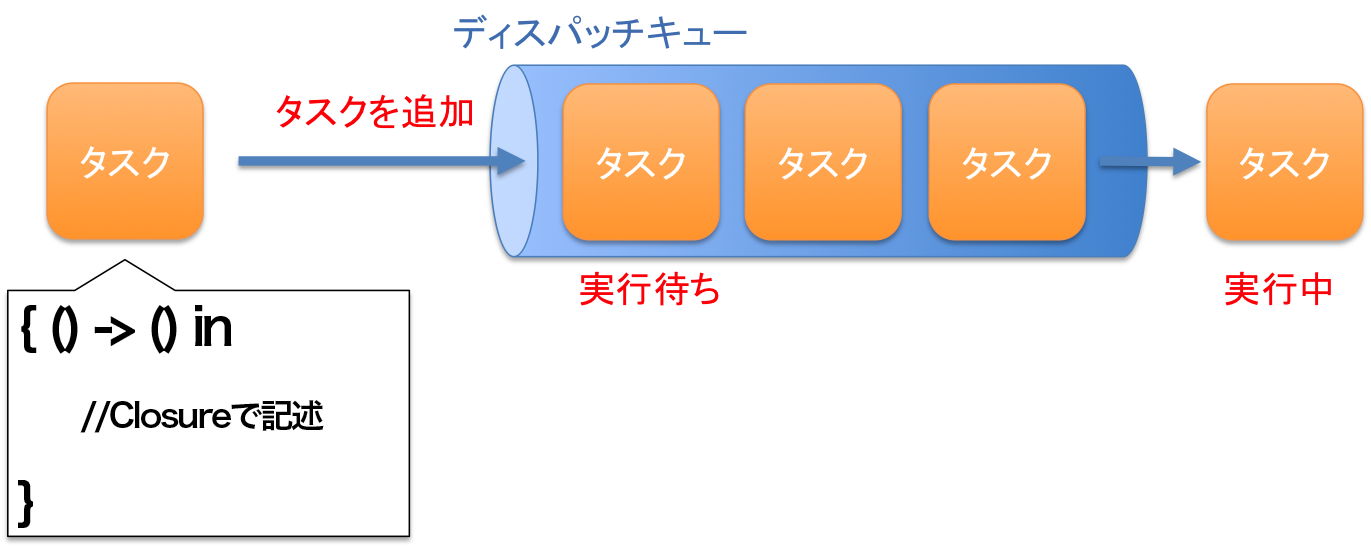 ディスパッチキュー
タスク
タスクを追加
タスク
タスク
タスク
タスク
実行待ち
実行中
{ () -> () in
//Closureで記述
}